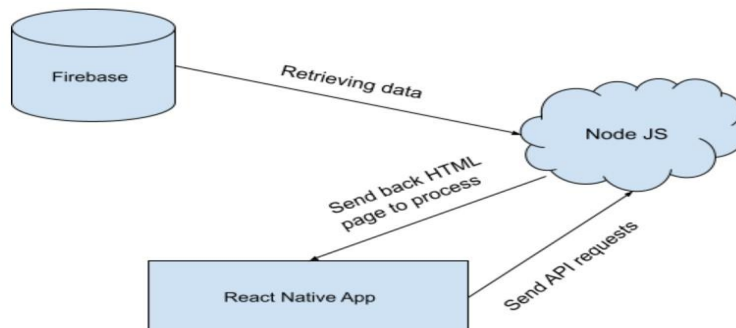 Firebase
Retrieving data
Node JS
Send back HTML
page to process
Send API requests
React Native App